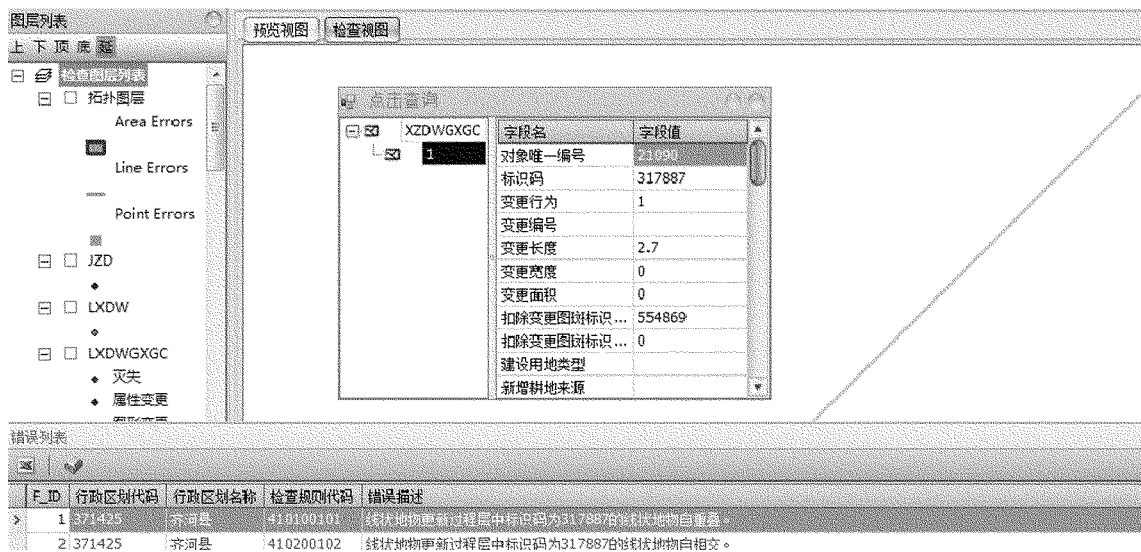 图层列表
上 下 顶 底 延
检查图层列表
拓扑图层
Area Errors
Line Errors
Point Errors
JZD
LXDW
LXDWGXGC
灭失
属性变更
图形变更
预览视图 检查视图
点击查询
XZDWGXGC
1
字段名 字段值
对象唯一编号 21090
标识码 317887
变更行为 1
变更编号
变更长度 2.7
变更宽度 0
变更面积 0
扣除变更图斑标识... 554869
扣除变更图斑标识... 0
建设用地类型
新增耕地来源
错误列表
F_ID 行政区划代码 行政区划名称 检查规则代码 错误描述
1 371425 齐河县 410100101 线状地物更新过程层中标识码为317887的线状地物自重叠。
2 371425 齐河县 410200102 线状地物更新过程层中标识码为317887的线状地物自相交。